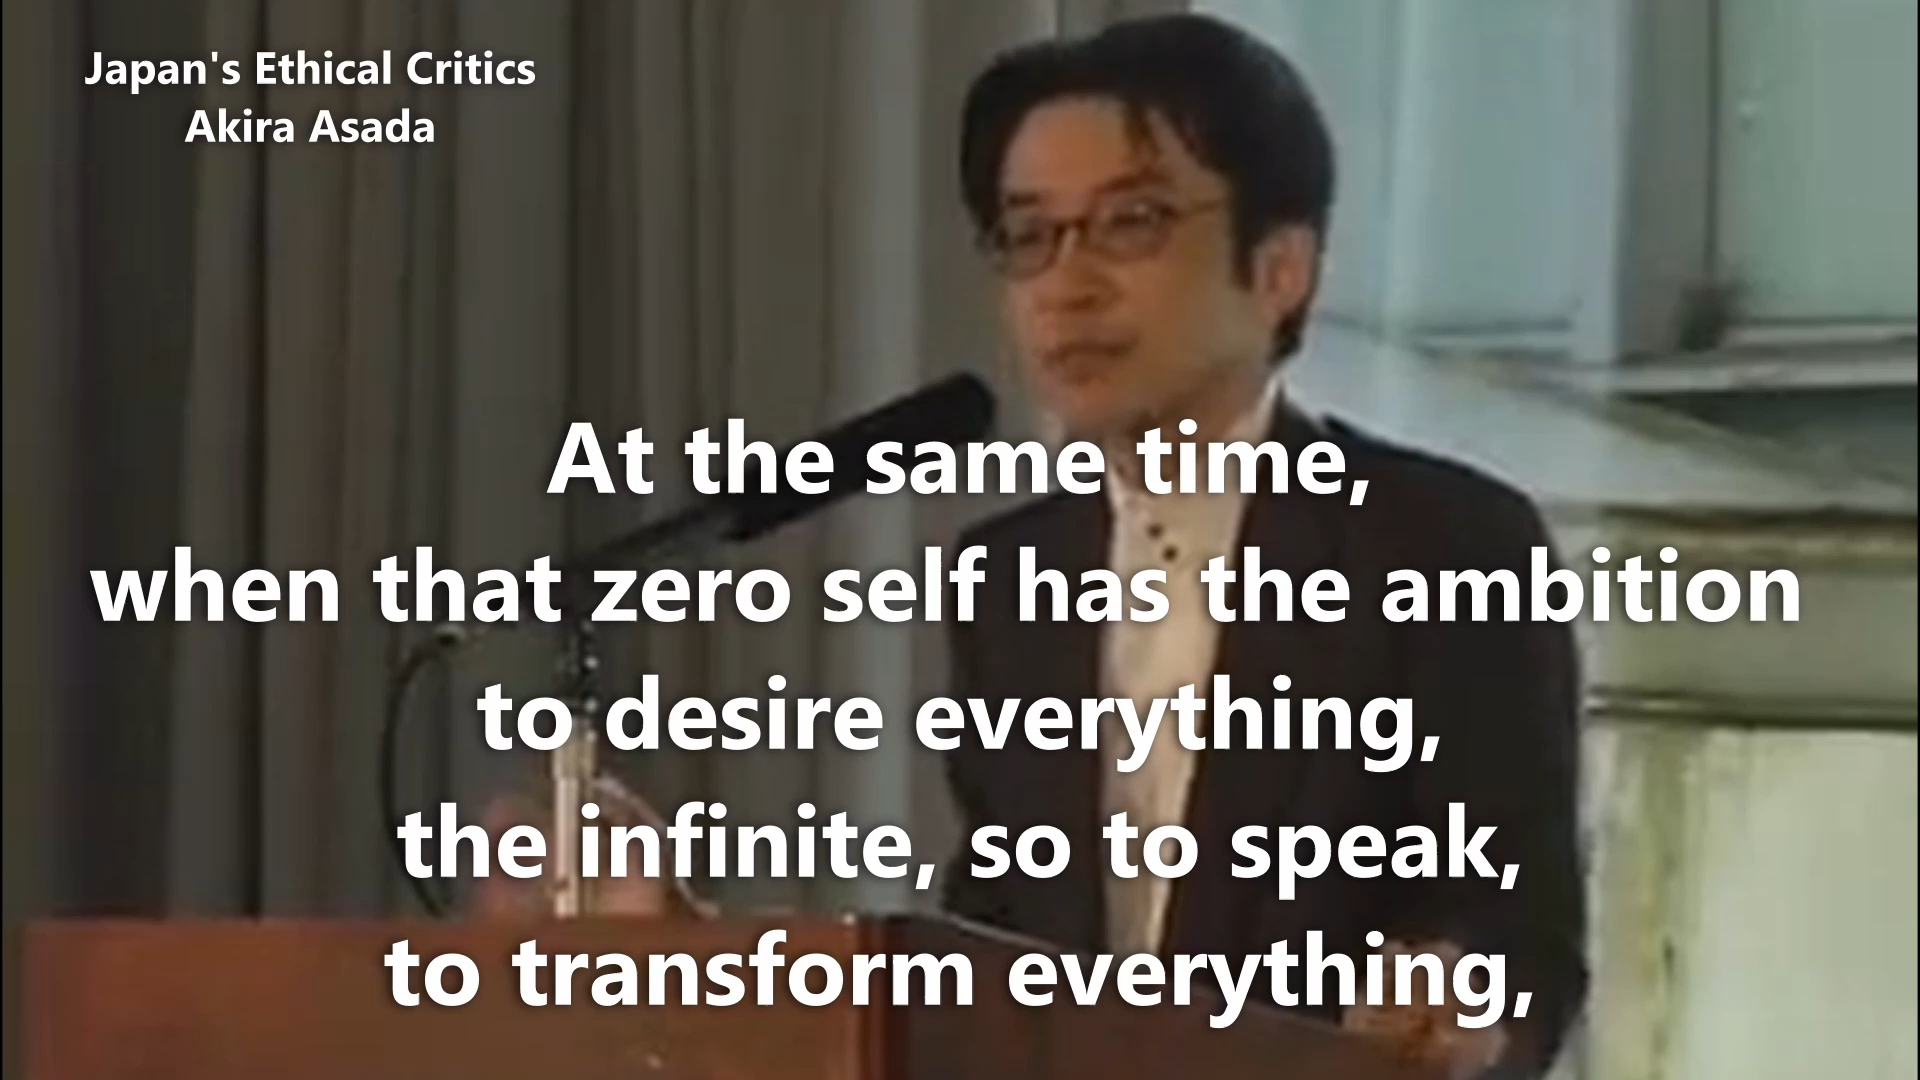 Japan's Ethical Critics
Akira Asada
At the same time,
when that zero self has the ambition
to desire everything,
the infinite, so to speak,
to transform everything,